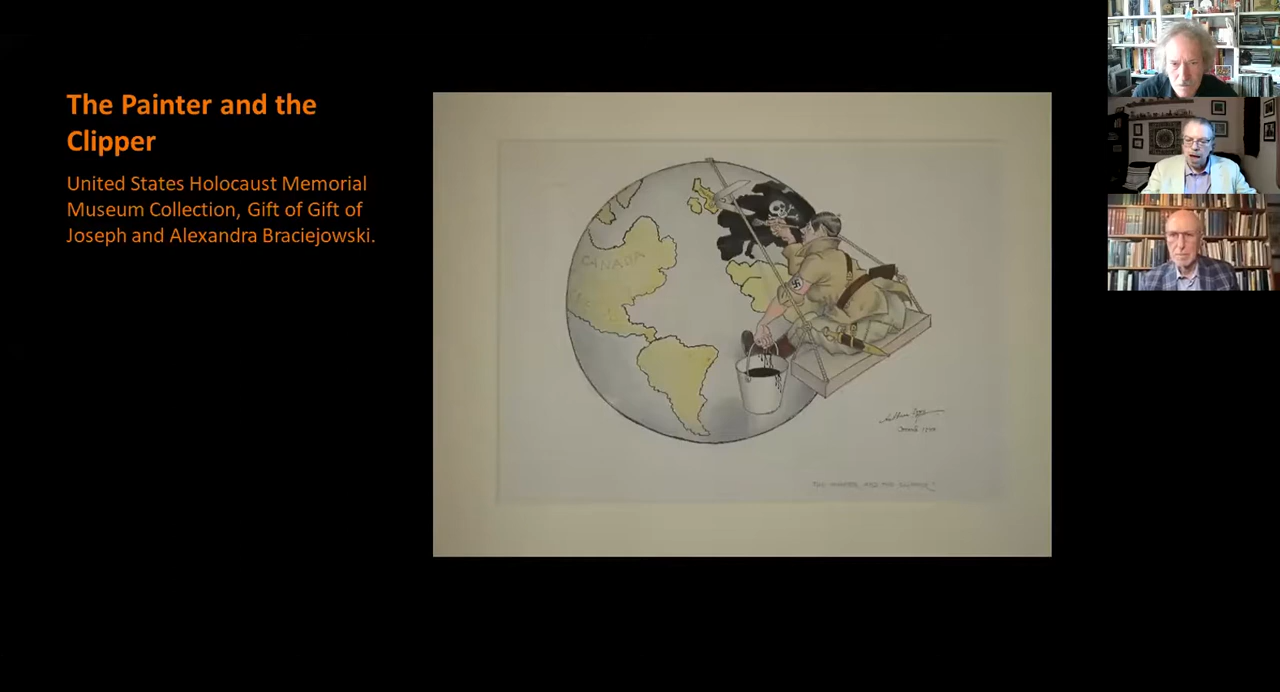 The Painter and the
Clipper
United States Holocaust Memorial
Museum Collection, Gift of Gift of
Joseph and Alexandra Braciejowski.
CANADA